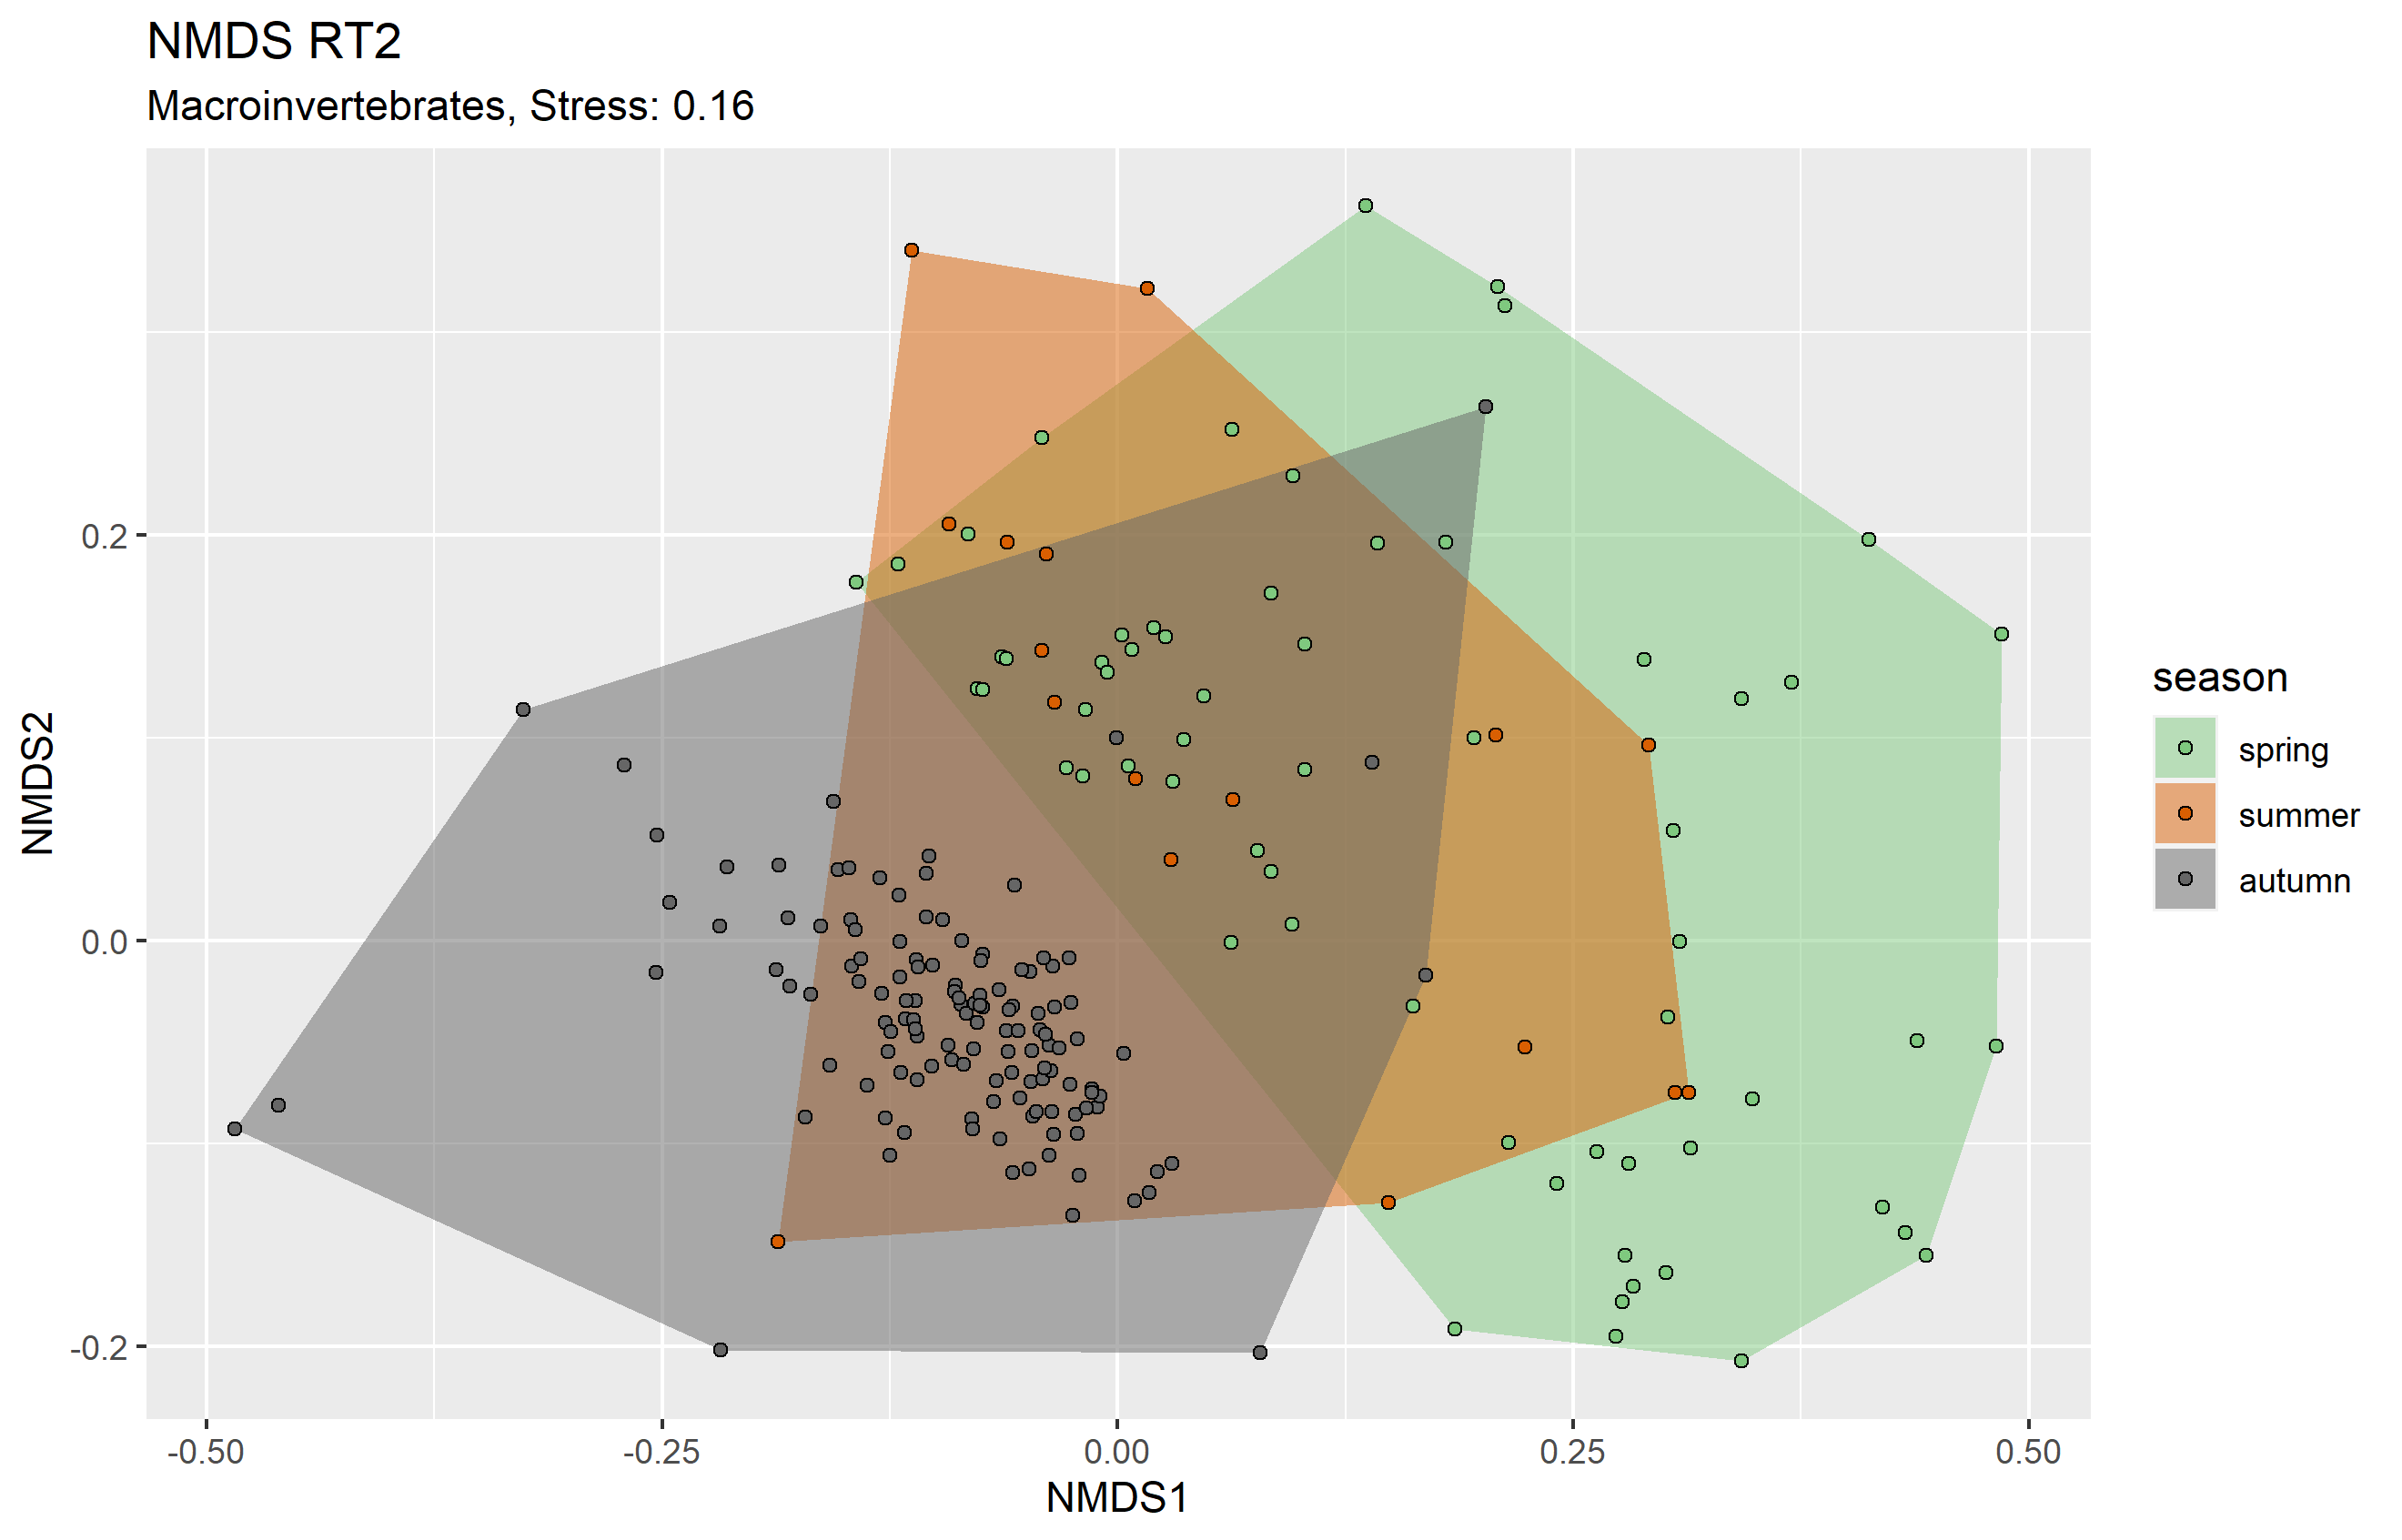 NMDS RT2
Macroinvertebrates, Stress: 0.16
0.2
0.0
-0.2
NMDS2
-0.50
-0.25
0.00
0.25
0.50
NMDS1
season
spring
summer
autumn